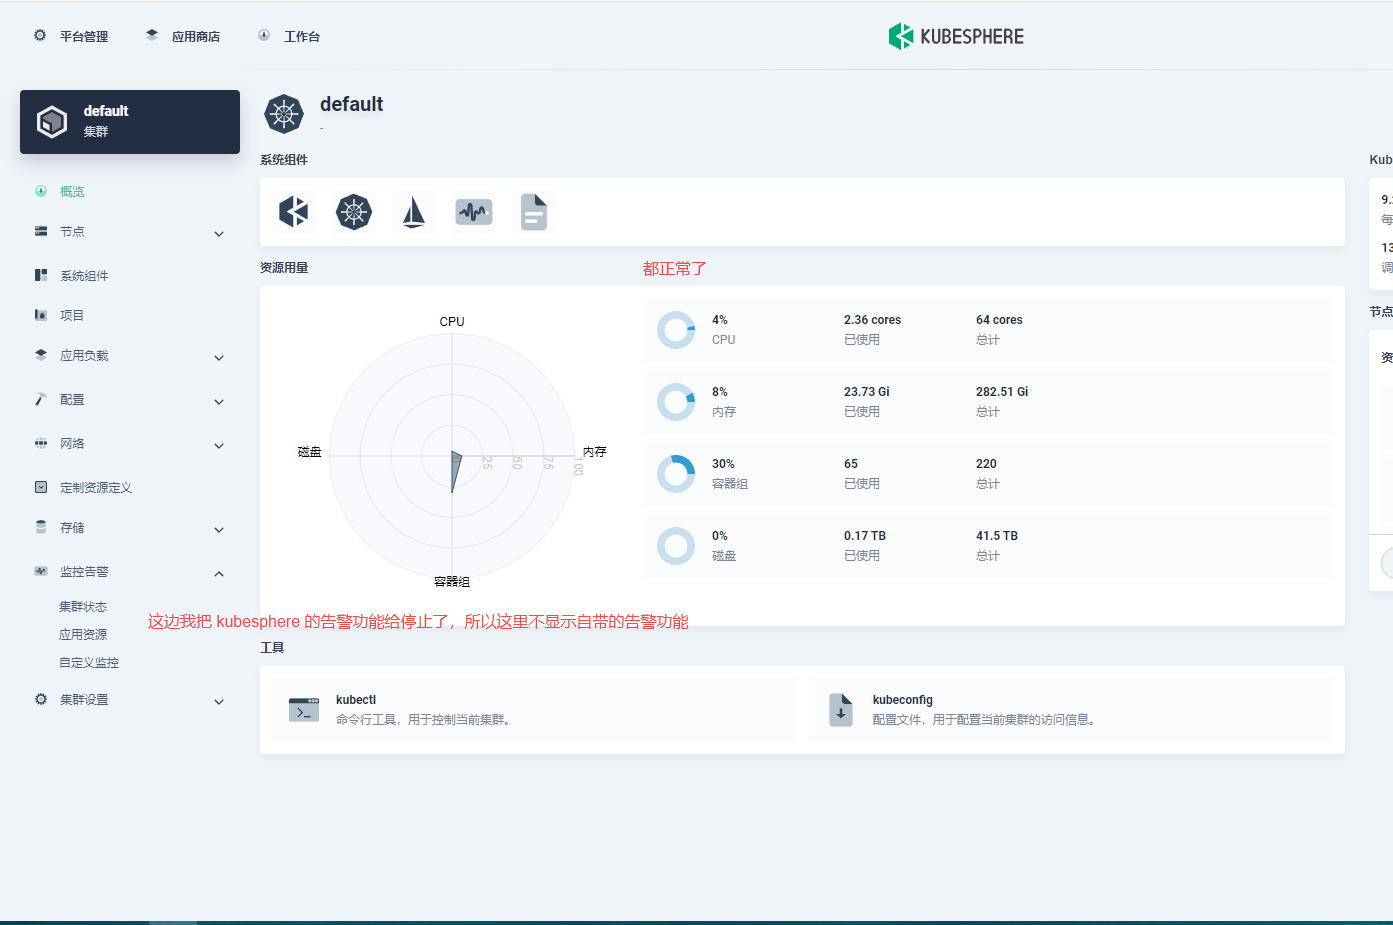 平台管理
应用商店
工作台
KUBESPHERE
default
集群
概览
节点
系统组件
项目
应用负载
配置
网络
定制资源定义
存储
监控告警
集群状态
应用资源
自定义监控
集群设置
default
-
系统组件
资源用量
都正常了
CPU
内存
容器组
磁盘
25
50
75
100
4%
CPU
2.36 cores
已使用
64 cores
总计
8%
内存
23.73 Gi
已使用
282.51 Gi
总计
30%
容器组
65
已使用
220
总计
0%
磁盘
0.17 TB
已使用
41.5 TB
总计
这边我把 kubesphere 的告警功能给停止了，所以这里不显示自带的告警功能
工具
kubectl
命令行工具，用于控制当前集群。
kubeconfig
配置文件，用于配置当前集群的访问信息。
Kub
每
13
调
节点
资